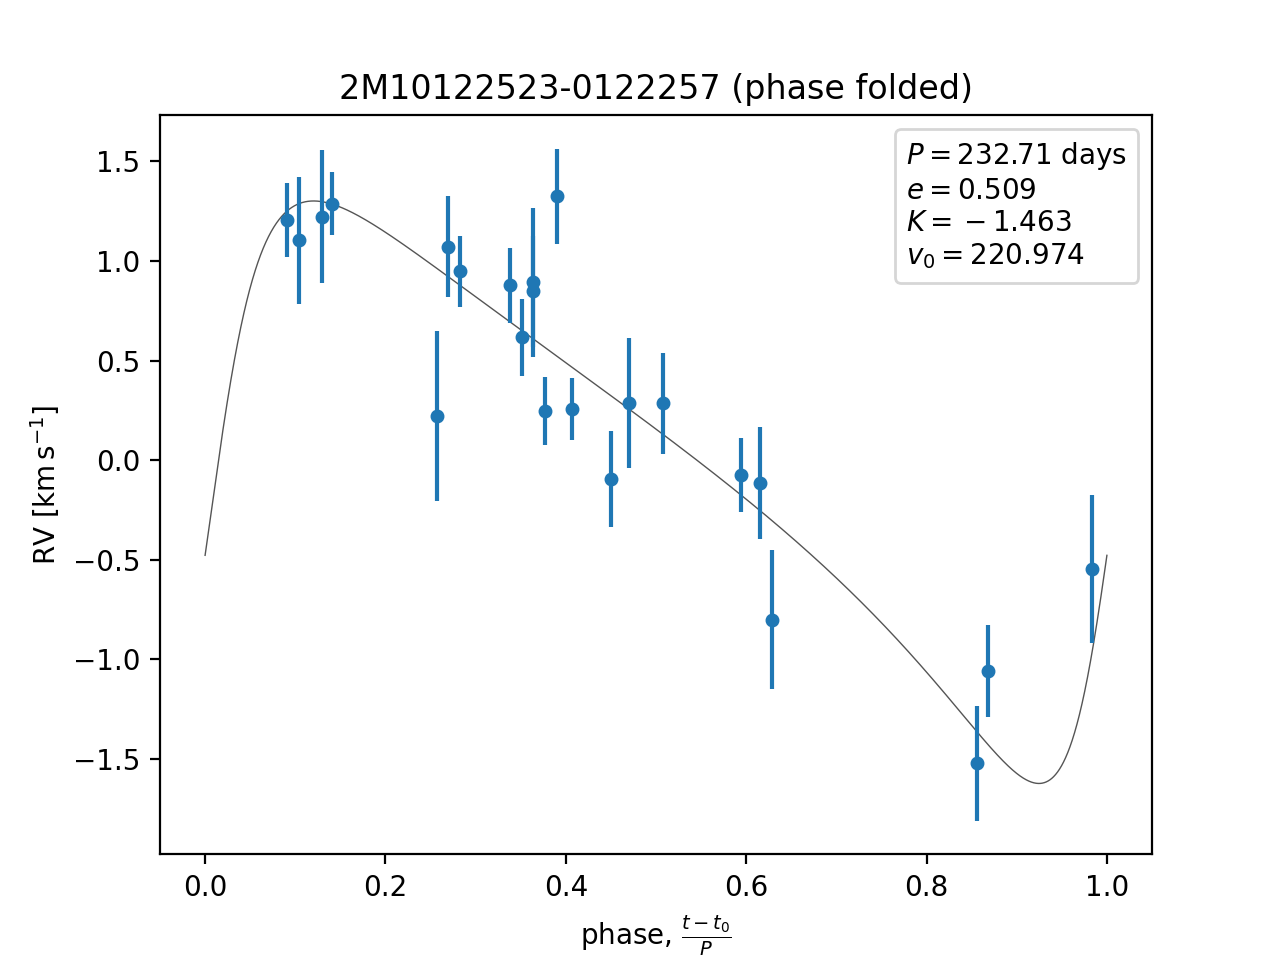 2M10122523-0122257 (phase folded)
P = 232.71 days
e = 0.509
K = −1.463
v₀ = 220.974
RV [km s⁻¹]
1.5
1.0
0.5
0.0
−0.5
−1.0
−1.5
0.0 0.2 0.4 0.6 0.8 1.0
phase, (t − t₀)/P